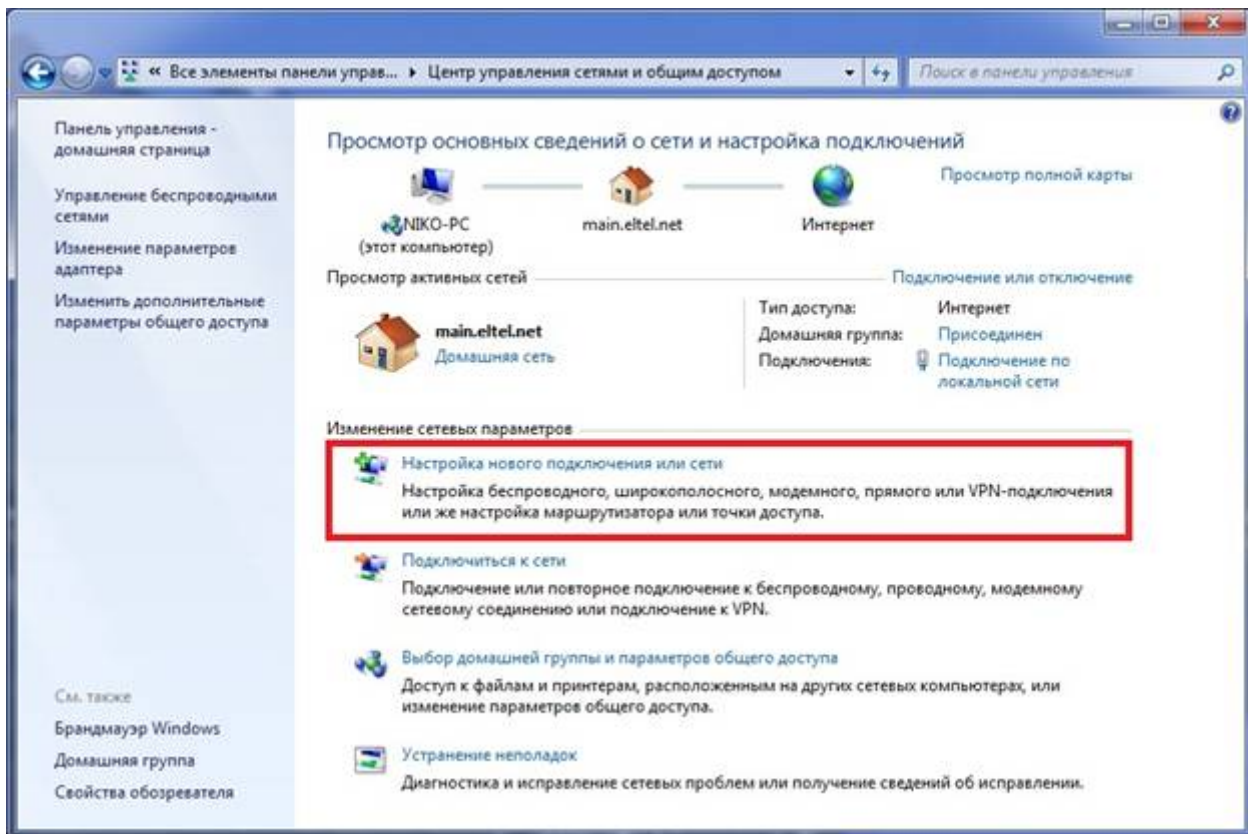 « Все элементы панели управ... ▸ Центр управления сетями и общим доступом
Поиск в панели управления
Панель управления -
домашняя страница
Управление беспроводными
сетями
Изменение параметров
адаптера
Изменить дополнительные
параметры общего доступа
См. также
Брандмауэр Windows
Домашняя группа
Свойства обозревателя
Просмотр основных сведений о сети и настройка подключений
Просмотр полной карты
NIKO-PC
(этот компьютер)
main.eltel.net
Интернет
Просмотр активных сетей
Подключение или отключение
main.eltel.net
Домашняя сеть
Тип доступа: Интернет
Домашняя группа: Присоединен
Подключения: Подключение по
локальной сети
Изменение сетевых параметров
Настройка нового подключения или сети
Настройка беспроводного, широкополосного, модемного, прямого или VPN-подключения
или же настройка маршрутизатора или точки доступа.
Подключиться к сети
Подключение или повторное подключение к беспроводному, проводному, модемному
сетевому соединению или подключение к VPN.
Выбор домашней группы и параметров общего доступа
Доступ к файлам и принтерам, расположенным на других сетевых компьютерах, или
изменение параметров общего доступа.
Устранение неполадок
Диагностика и исправление сетевых проблем или получение сведений об исправлении.